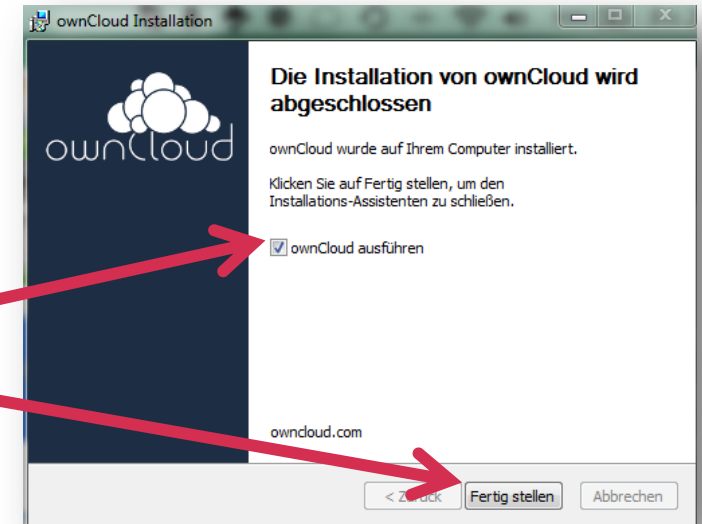 ownCloud Installation
ownCloud
Die Installation von ownCloud wird
abgeschlossen
ownCloud wurde auf Ihrem Computer installiert.
Klicken Sie auf Fertig stellen, um den
Installations-Assistenten zu schließen.
ownCloud ausführen
owncloud.com
< Zurück Fertig stellen Abbrechen